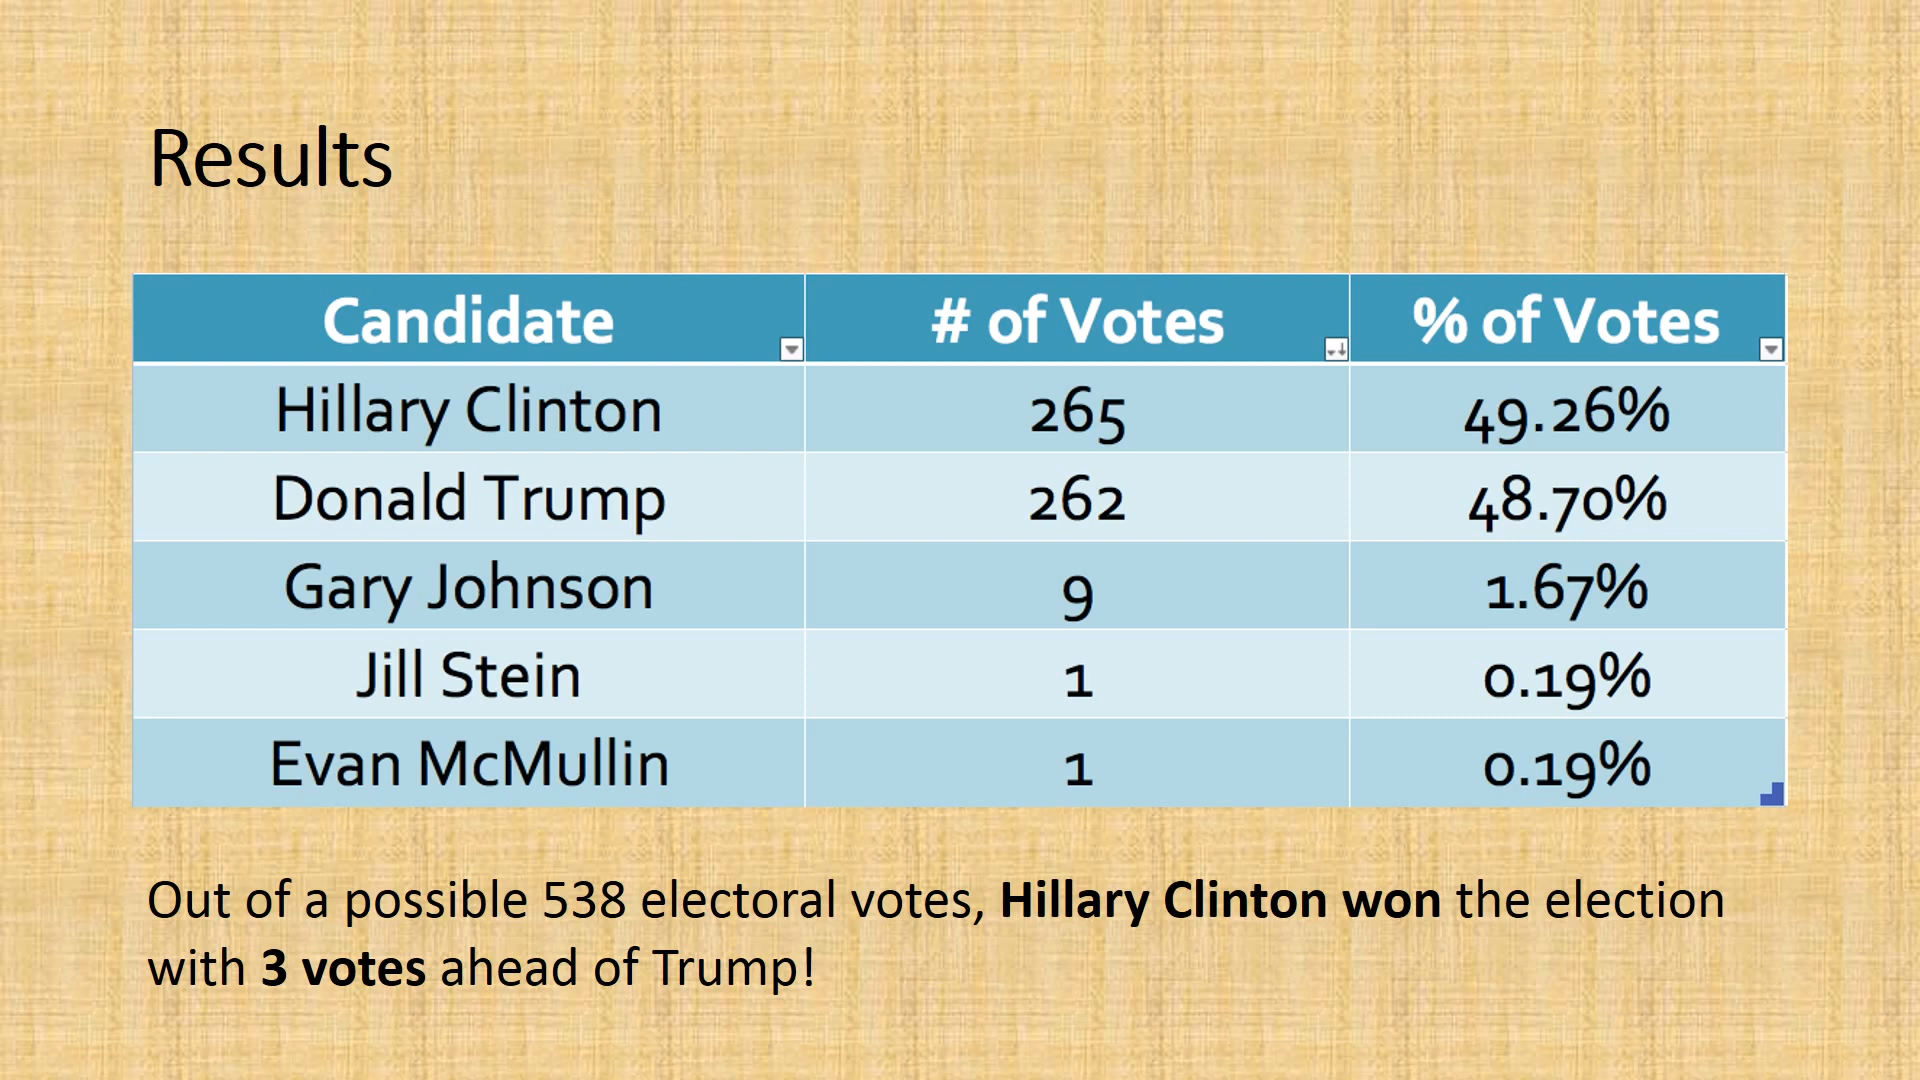 Results
Candidate # of Votes % of Votes
Hillary Clinton 265 49.26%
Donald Trump 262 48.70%
Gary Johnson 9 1.67%
Jill Stein 1 0.19%
Evan McMullin 1 0.19%
Out of a possible 538 electoral votes, Hillary Clinton won the election
with 3 votes ahead of Trump!